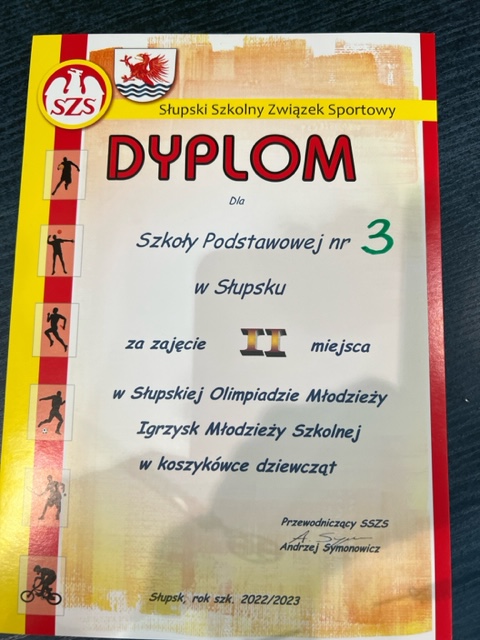 SZS
Słupski Szkolny Związek Sportowy
DYPLOM
Dla
Szkoły Podstawowej nr 3
w Słupsku
za zajęcie II miejsca
w Słupskiej Olimpiadzie Młodzieży
Igrzysk Młodzieży Szkolnej
w koszykówce dziewcząt
Przewodniczący SSZS
Andrzej Symonowicz
Słupsk, rok szk. 2022/2023